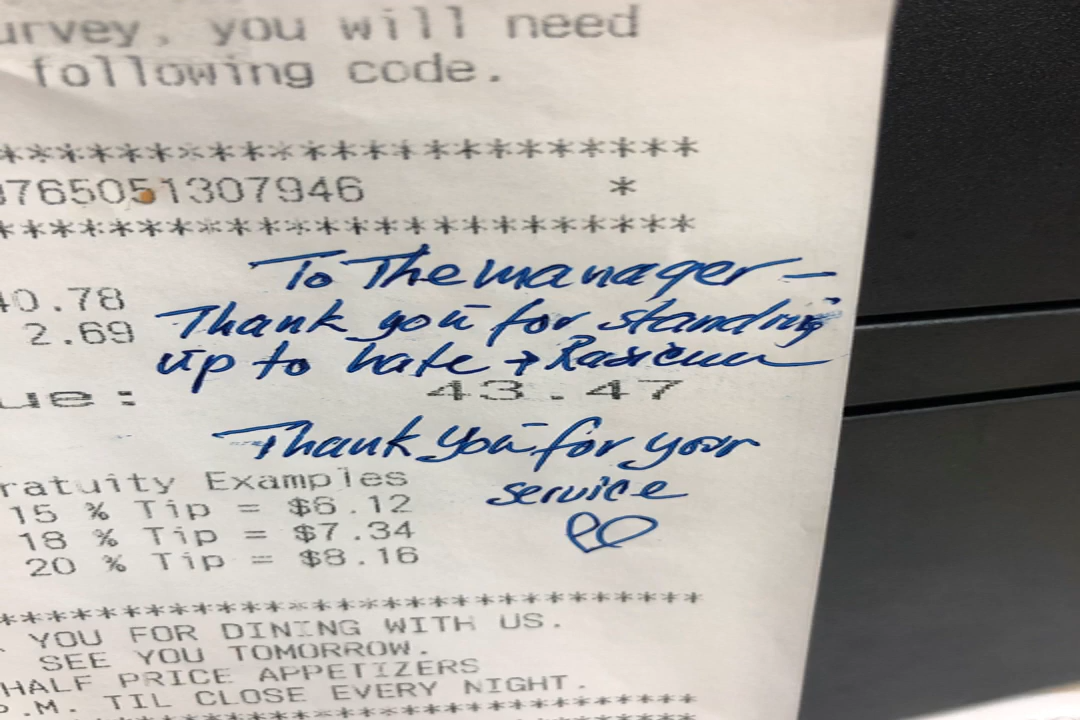 urvey, you will need
following code.
*********************
765051307946 *
*********************
To The manager -
40.78
Thank you for standing
2.69
up to hate + Rasicum
ue: 43.47
Thank you for your
service
ratuity Examples
15 % Tip = $6.12
18 % Tip = $7.34
20 % Tip = $8.16
*********************
YOU FOR DINING WITH US.
SEE YOU TOMORROW.
HALF PRICE APPETIZERS
P.M. TIL CLOSE EVERY NIGHT.
*********************